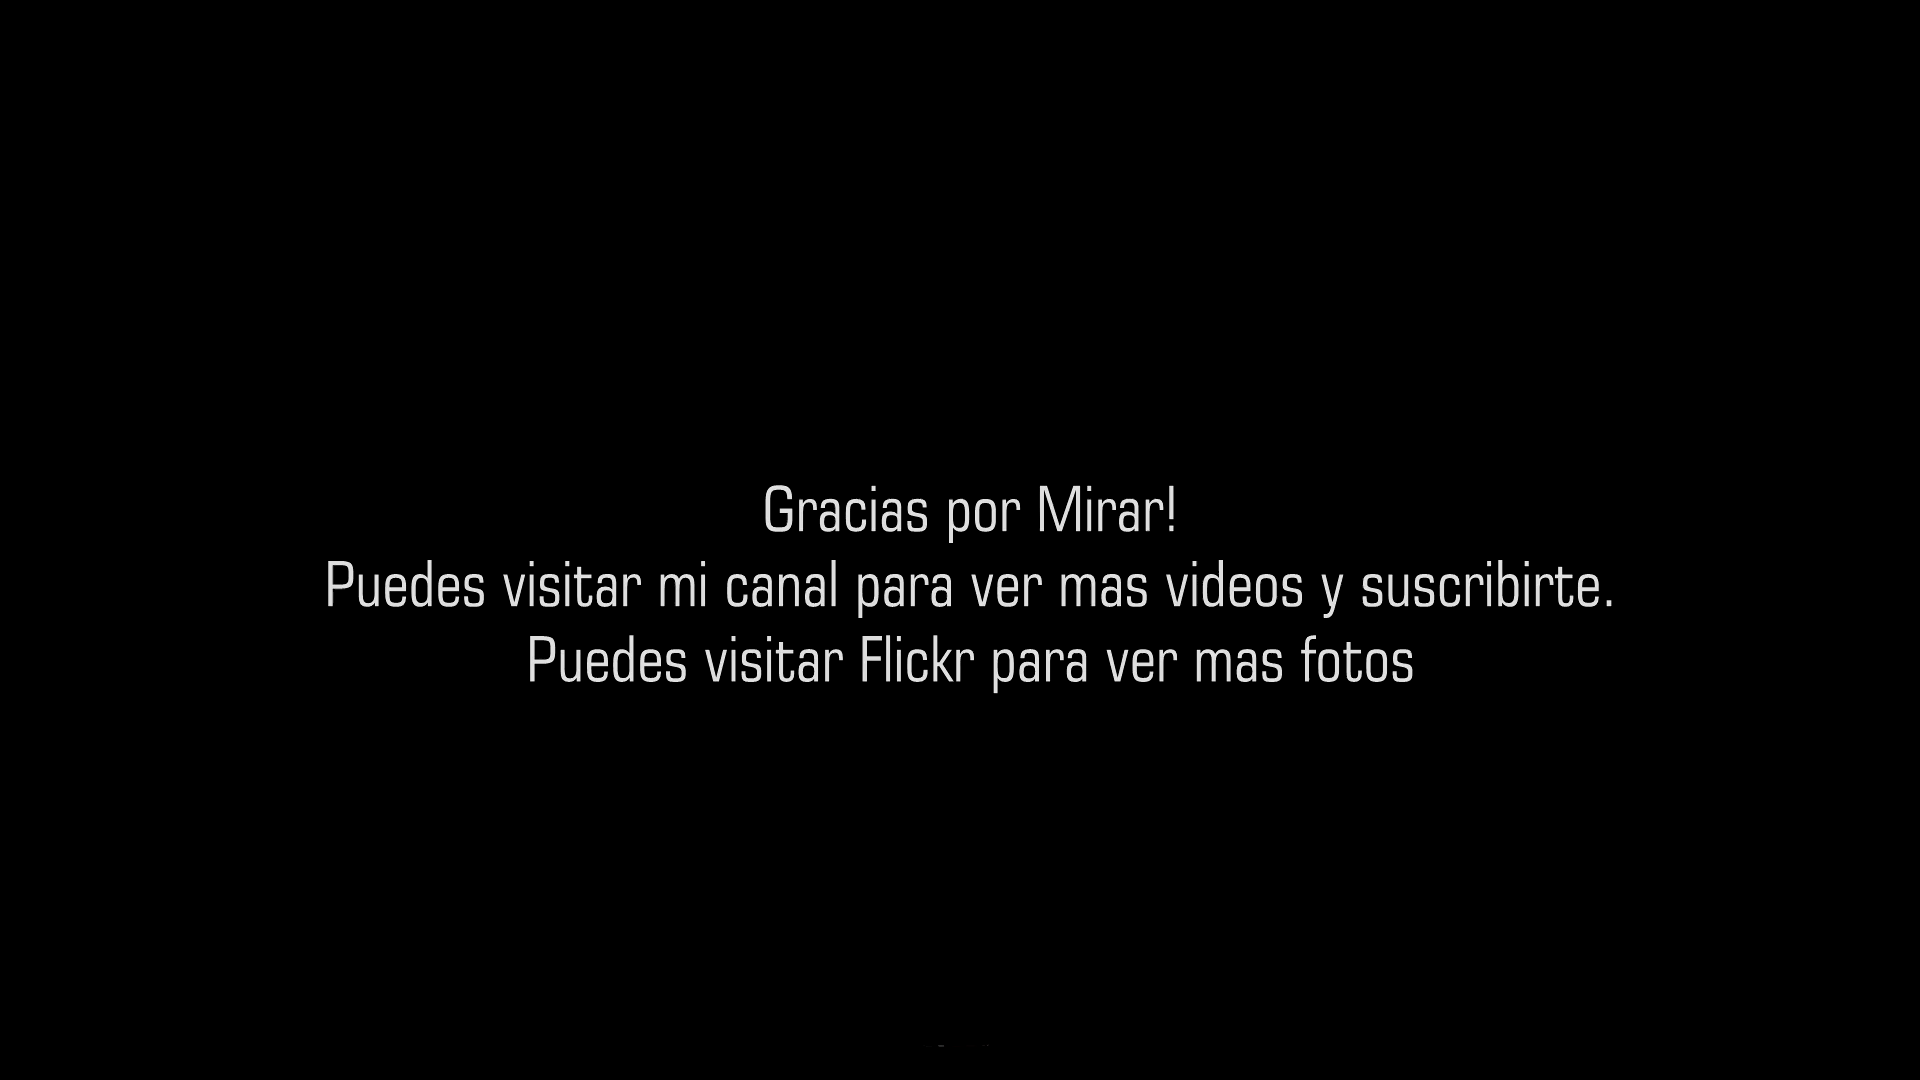 Gracias por Mirar!
Puedes visitar mi canal para ver mas videos y suscribirte.
Puedes visitar Flickr para ver mas fotos